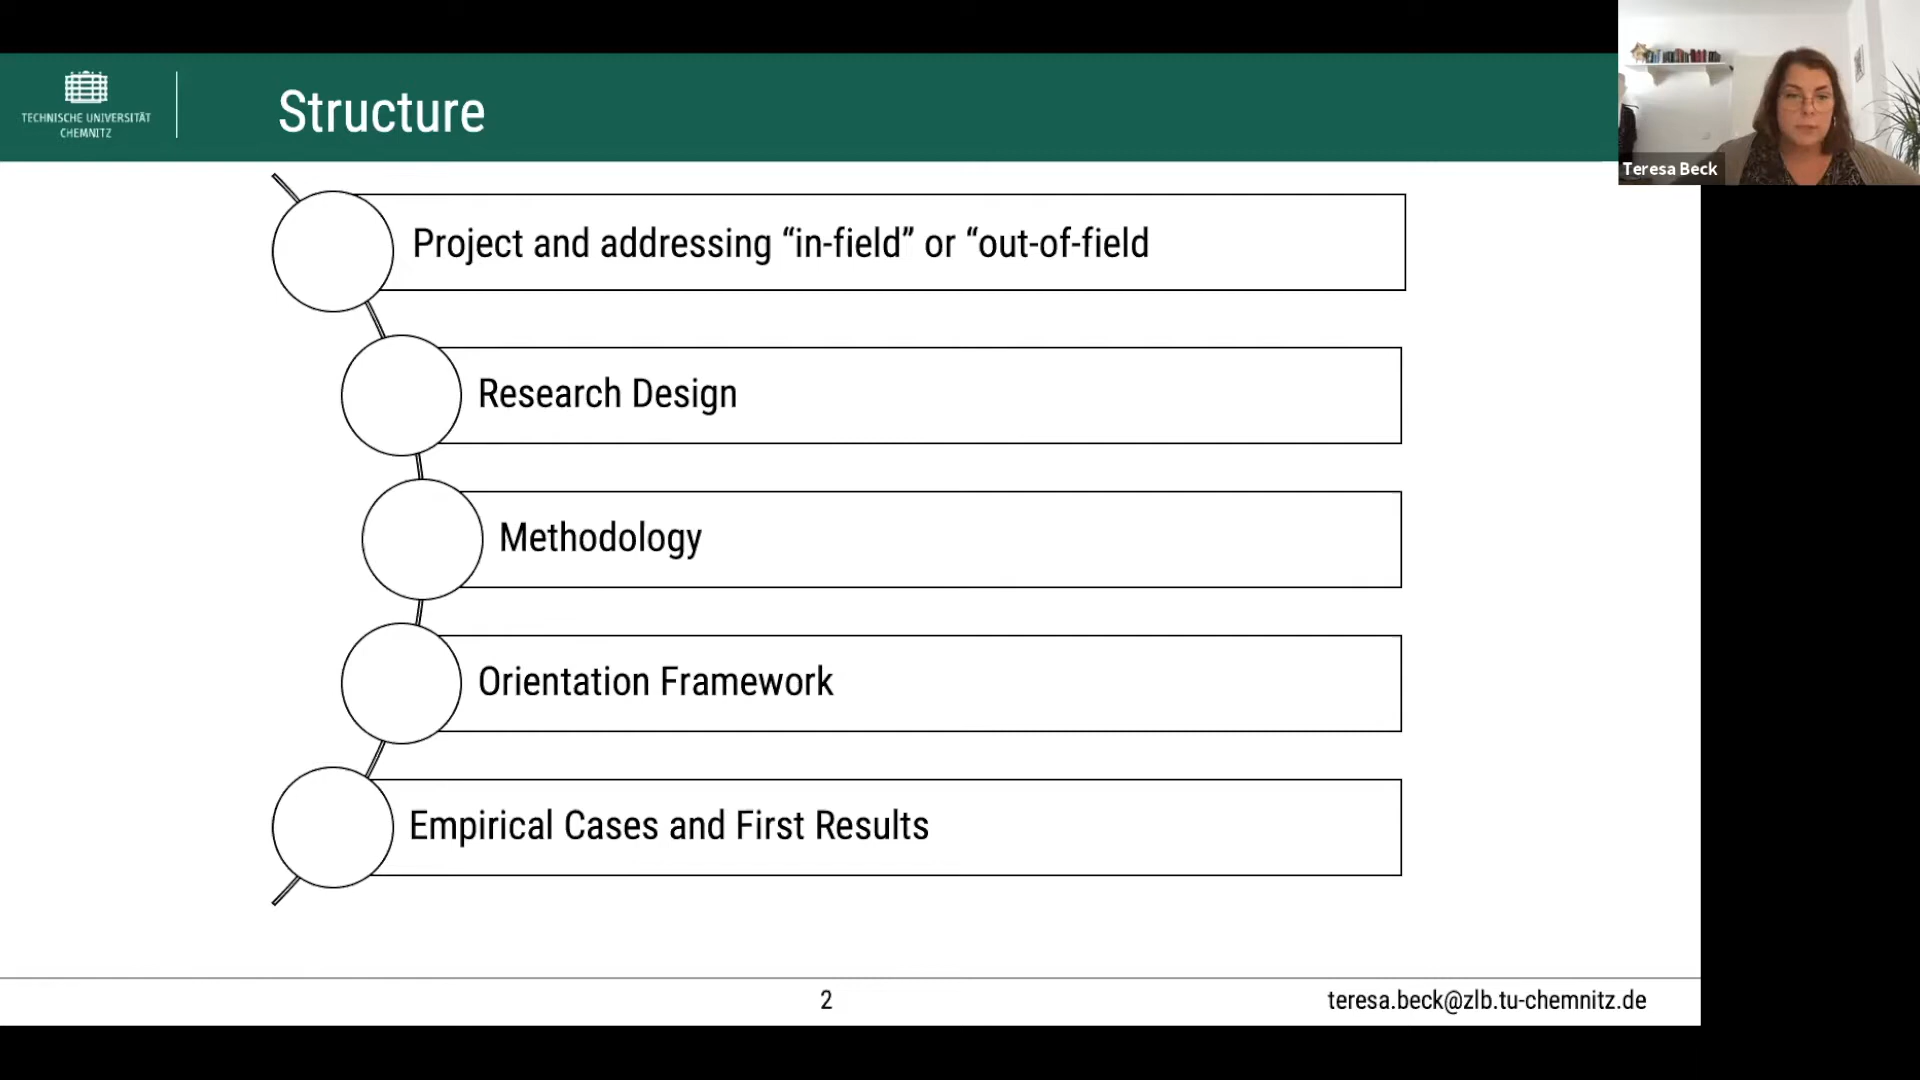 TECHNISCHE UNIVERSITÄT
CHEMNITZ
Structure
Teresa Beck
Project and addressing “in-field” or “out-of-field
Research Design
Methodology
Orientation Framework
Empirical Cases and First Results
2
teresa.beck@zlb.tu-chemnitz.de